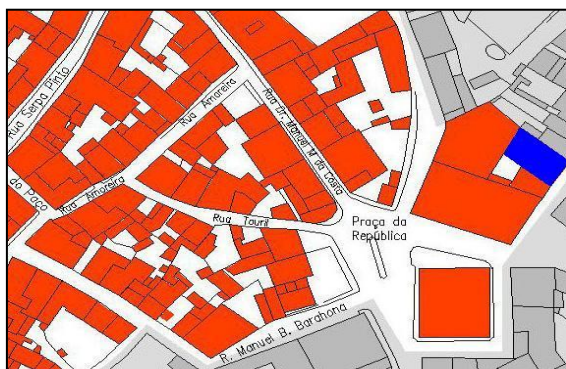 Rua Serpa Pinto
Rua Amoreira
Rua Dr. Manuel M da Costa
do Paço
Rua Amoreira
Rua Touril
Praça da
República
R. Manuel B. Barahona